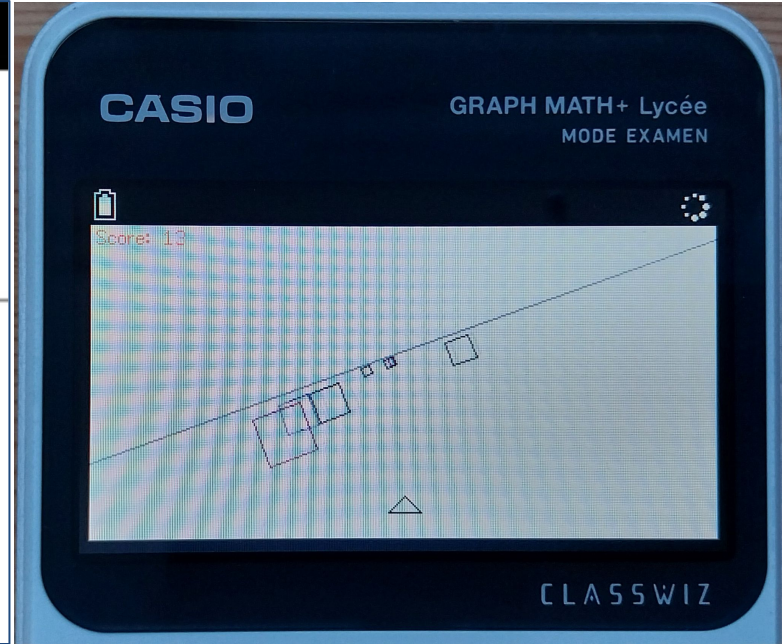 CASIO
GRAPH MATH+ Lycée
MODE EXAMEN
Score: 13
CLASSWIZ